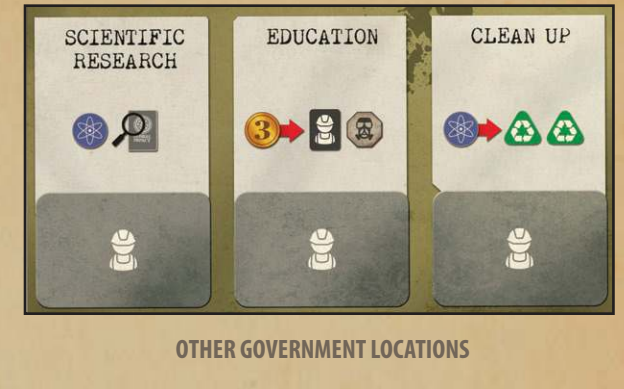 SCIENTIFIC
RESEARCH
EDUCATION
CLEAN UP
3
OTHER GOVERNMENT LOCATIONS